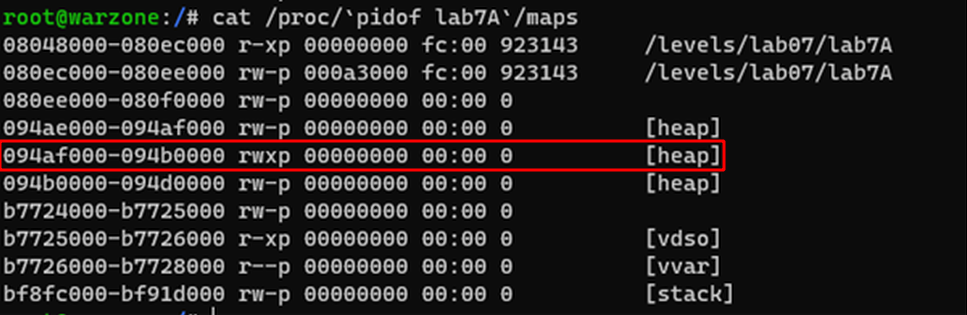 root@warzone:/# cat /proc/`pidof lab7A`/maps
08048000-080ec000 r-xp 00000000 fc:00 923143 /levels/lab07/lab7A
080ec000-080ee000 rw-p 000a3000 fc:00 923143 /levels/lab07/lab7A
080ee000-080f0000 rw-p 00000000 00:00 0
094ae000-094af000 rw-p 00000000 00:00 0 [heap]
094af000-094b0000 rwxp 00000000 00:00 0 [heap]
094b0000-094d0000 rw-p 00000000 00:00 0 [heap]
b7724000-b7725000 rw-p 00000000 00:00 0
b7725000-b7726000 r-xp 00000000 00:00 0 [vdso]
b7726000-b7728000 r--p 00000000 00:00 0 [vvar]
bf8fc000-bf91d000 rw-p 00000000 00:00 0 [stack]